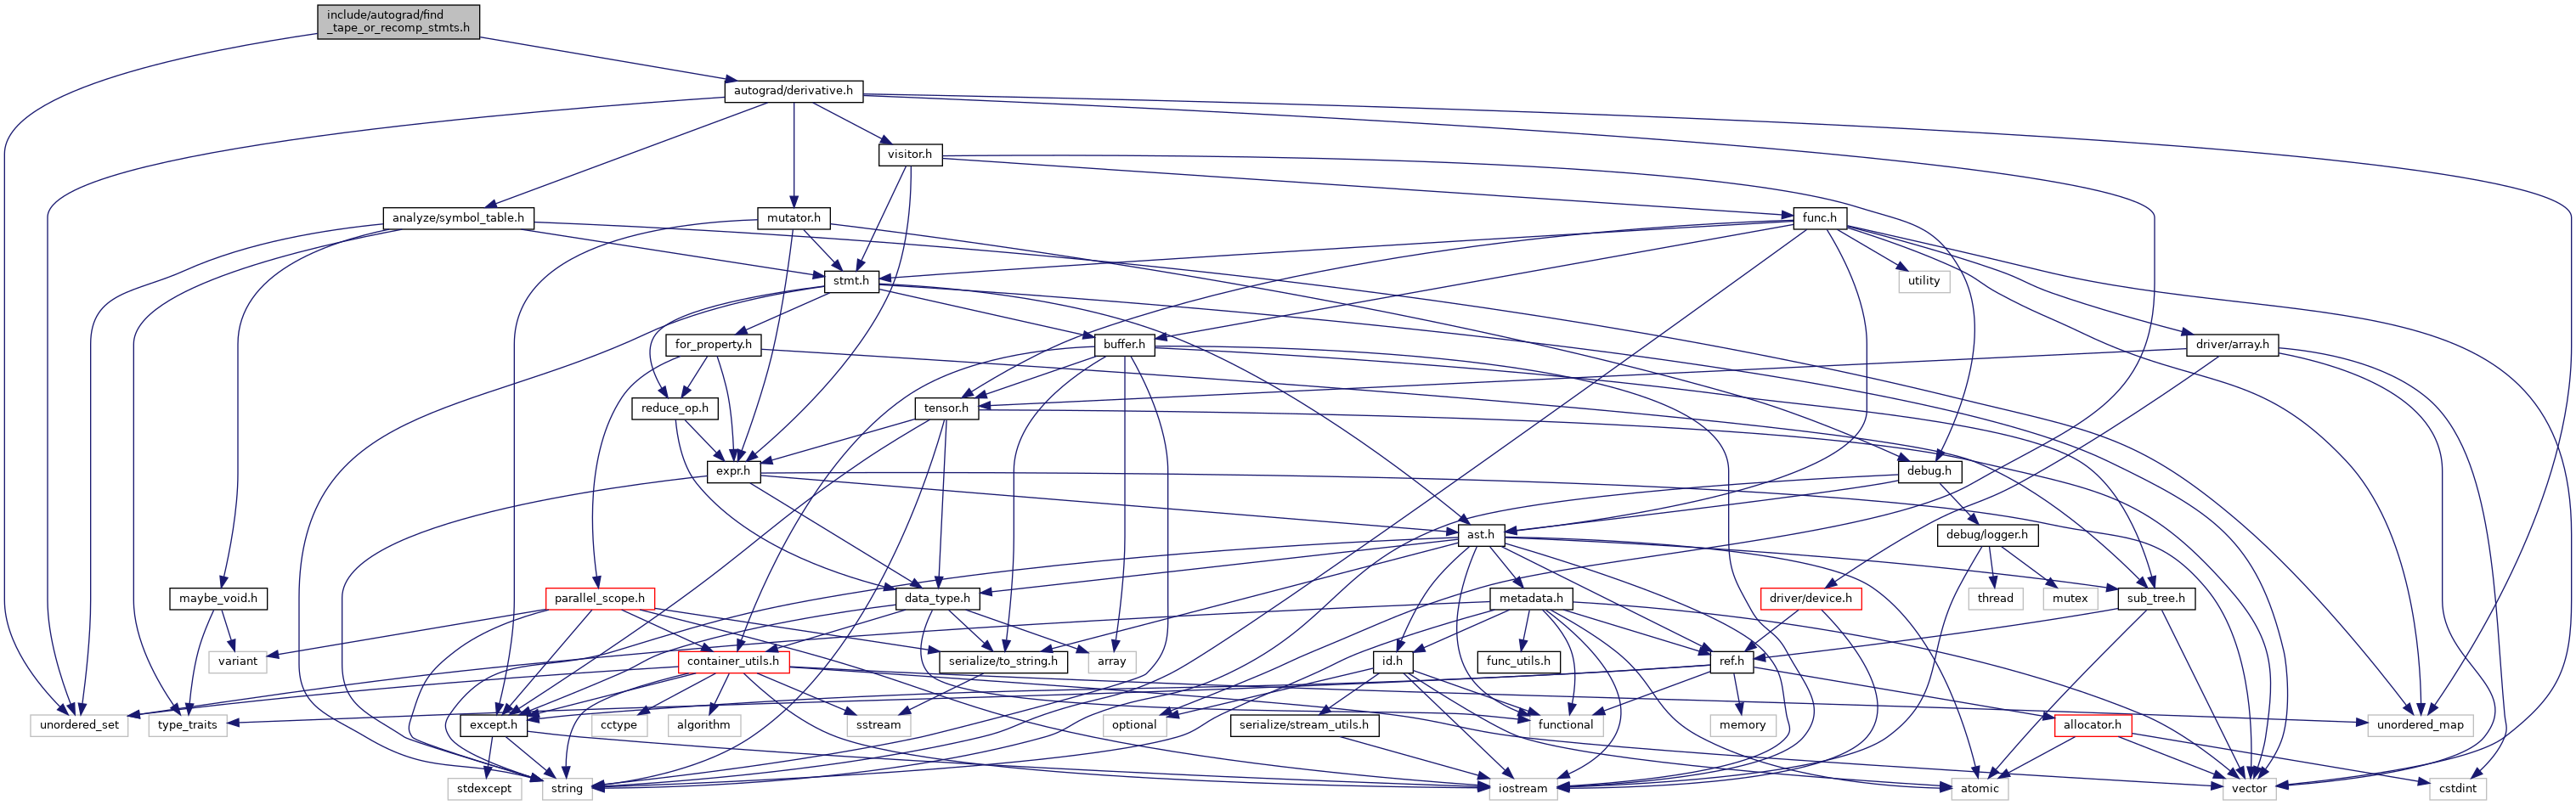 include/autograd/find
_tape_or_recomp_stmts.h
autograd/derivative.h
visitor.h
analyze/symbol_table.h
mutator.h
func.h
stmt.h
utility
for_property.h
buffer.h
driver/array.h
reduce_op.h
tensor.h
expr.h
debug.h
ast.h
debug/logger.h
maybe_void.h
parallel_scope.h
data_type.h
metadata.h
driver/device.h
thread
mutex
sub_tree.h
variant
container_utils.h
serialize/to_string.h
array
id.h
func_utils.h
ref.h
unordered_set
type_traits
except.h
cctype
algorithm
sstream
optional
serialize/stream_utils.h
functional
memory
allocator.h
unordered_map
stdexcept
string
iostream
atomic
vector
cstdint